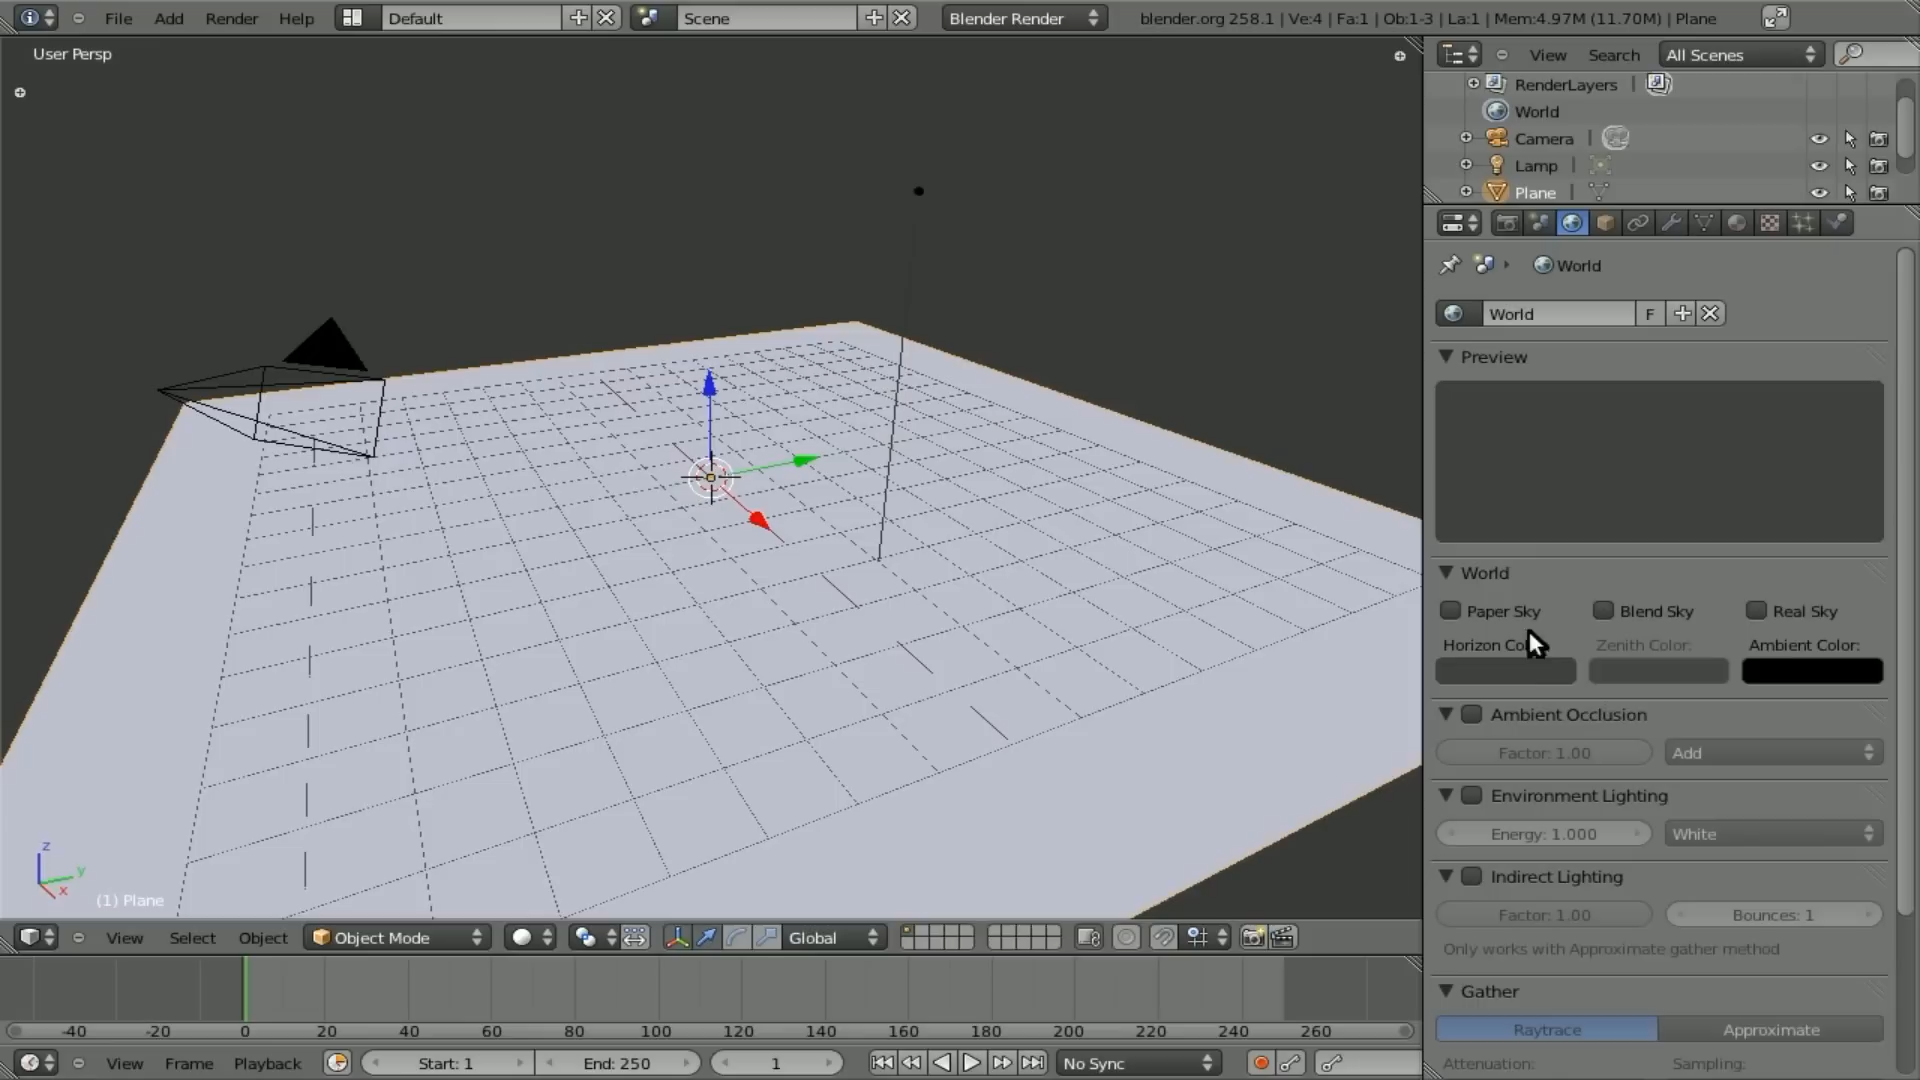 File Add Render Help Default Scene Blender Render blender.org 258.1 | Ve:4 | Fa:1 | Ob:1-3 | La:1 | Mem:4.97M (11.70M) | Plane
User Persp
View Search All Scenes
RenderLayers
World
Camera
Lamp
Plane
World
World F
Preview
World
Paper Sky Blend Sky Real Sky
Horizon Zenith Color: Ambient Color:
Ambient Occlusion
Factor: 1.00 Add
Environment Lighting
Energy: 1.000 White
Indirect Lighting
Factor: 1.00 Bounces: 1
Only works with Approximate gather method
Gather
Raytrace Approximate
Attenuation: Sampling:
z
y
x
(1) Plane
View Select Object Object Mode Global
-40 -20 0 20 40 60 80 100 120 140 160 180 200 220 240 260
View Frame Playback Start: 1 End: 250 1 No Sync